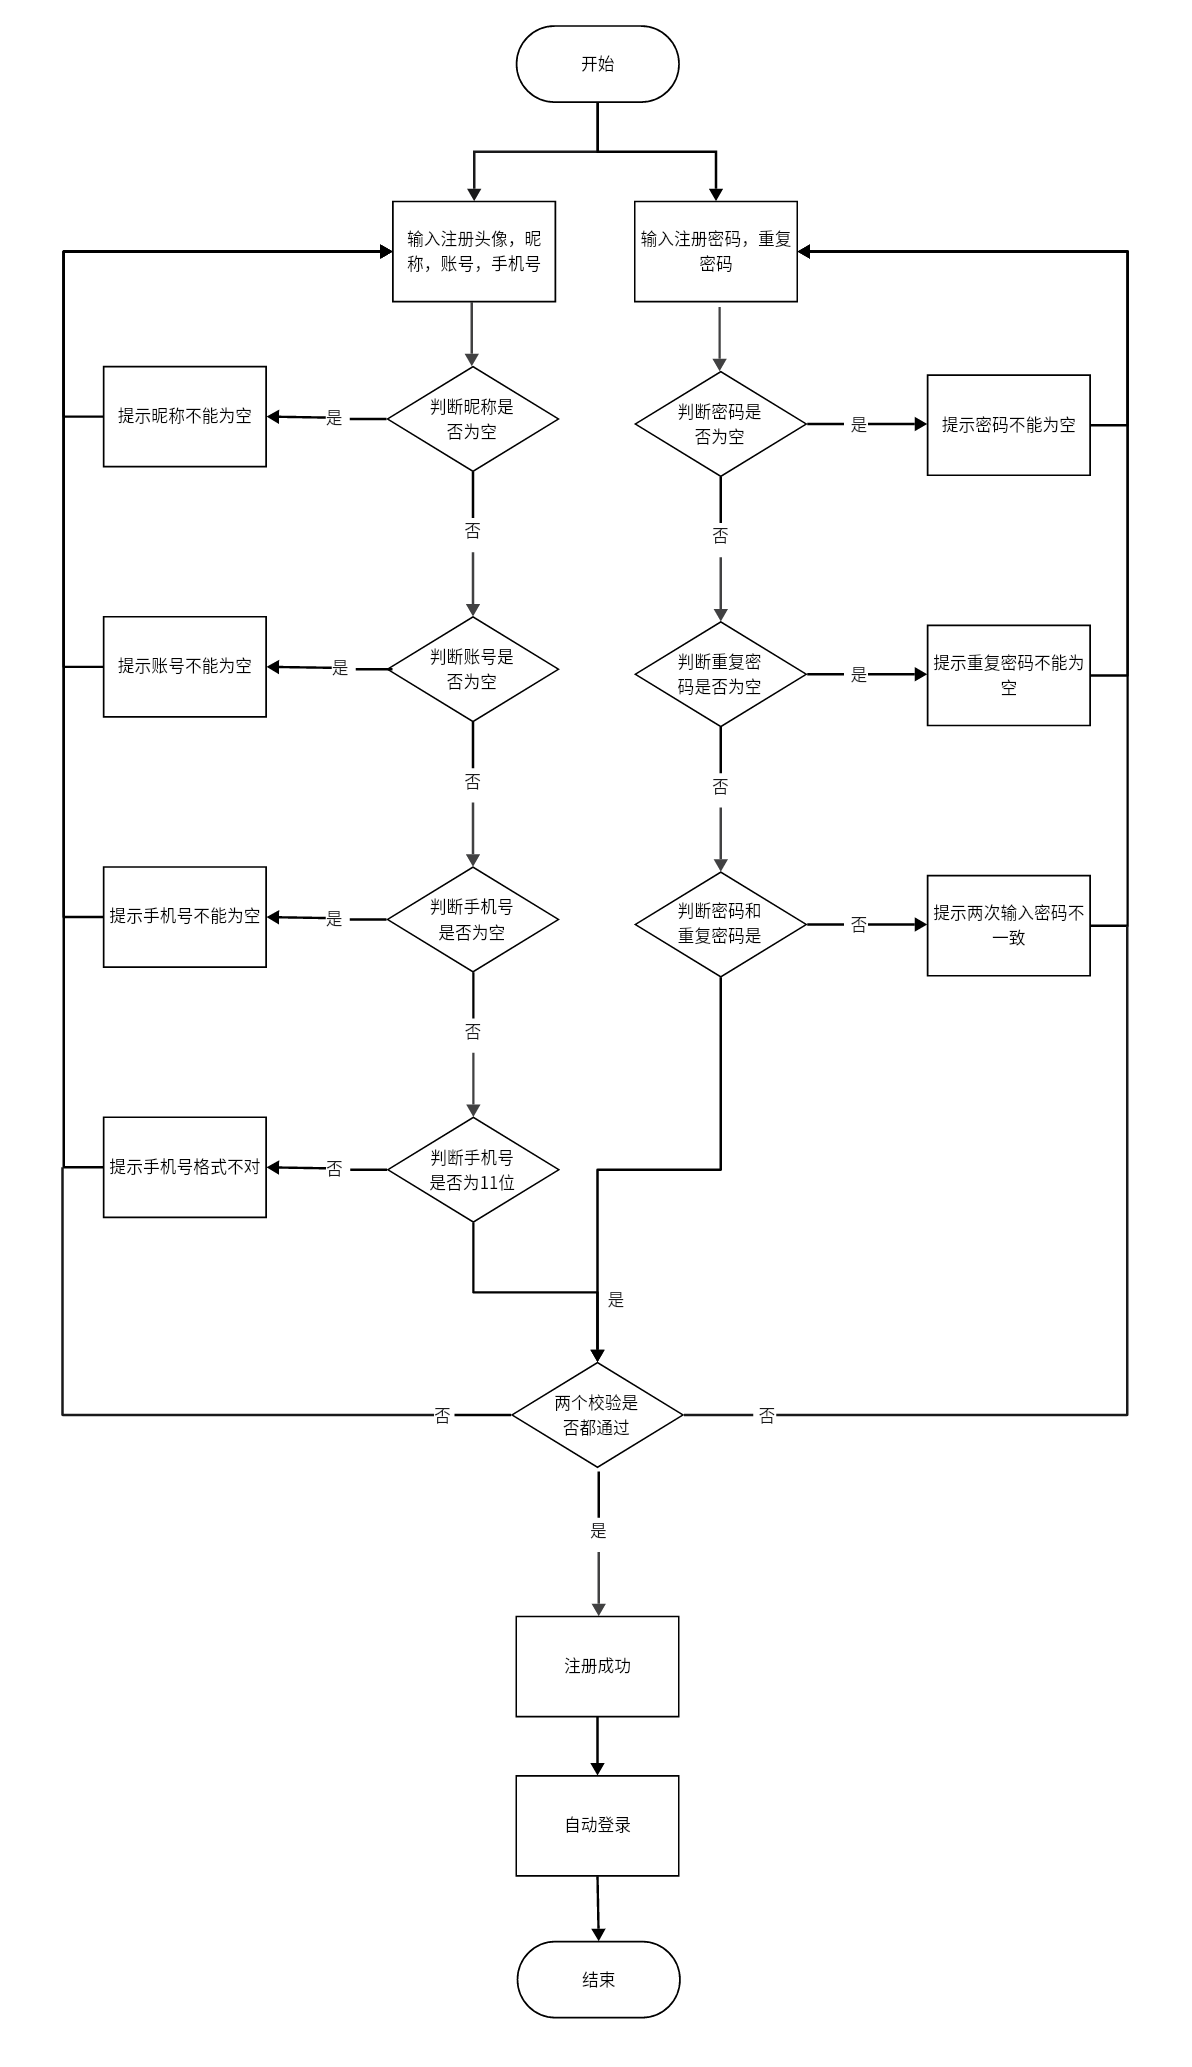 开始
输入注册头像，昵
称，账号，手机号
输入注册密码，重复
密码
提示昵称不能为空
是
判断昵称是
否为空
判断密码是
否为空
是
提示密码不能为空
否
否
提示账号不能为空
是
判断账号是
否为空
判断重复密
码是否为空
是
提示重复密码不能为
空
否
否
提示手机号不能为空
是
判断手机号
是否为空
判断密码和
重复密码是
否
提示两次输入密码不
一致
否
提示手机号格式不对
否
判断手机号
是否为11位
是
否
两个校验是
否都通过
否
是
注册成功
自动登录
结束